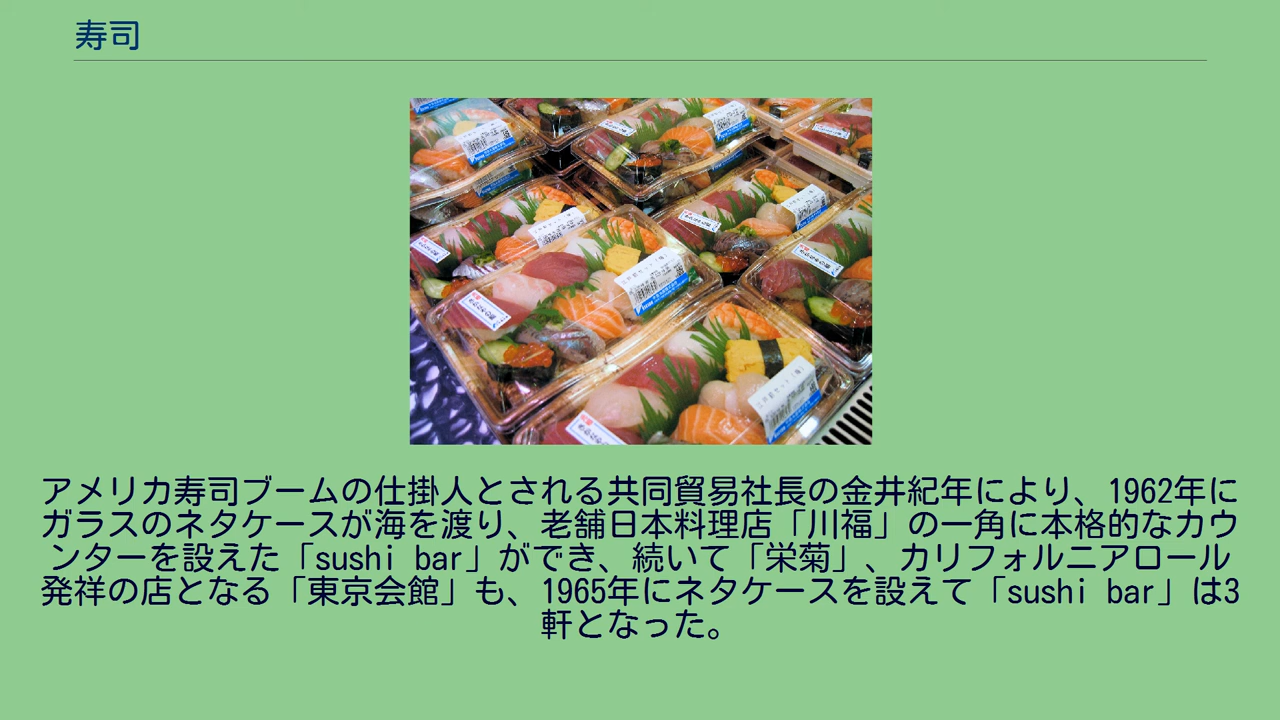 寿司
アメリカ寿司ブームの仕掛人とされる共同貿易社長の金井紀年により、1962年に
ガラスのネタケースが海を渡り、老舗日本料理店「川福」の一角に本格的なカウ
ンターを設えた「sushi bar」ができ、続いて「栄菊」、カリフォルニアロール
発祥の店となる「東京会館」も、1965年にネタケースを設えて「sushi bar」は3
軒となった。